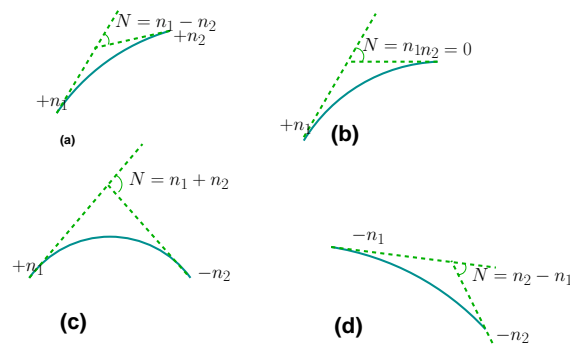 N = n₁ − n₂
+n₂
+n₁
(a)
N = n₁n₂ = 0
+n₁
(b)
N = n₁ + n₂
+n₁
−n₂
(c)
−n₁
N = n₂ − n₁
−n₂
(d)